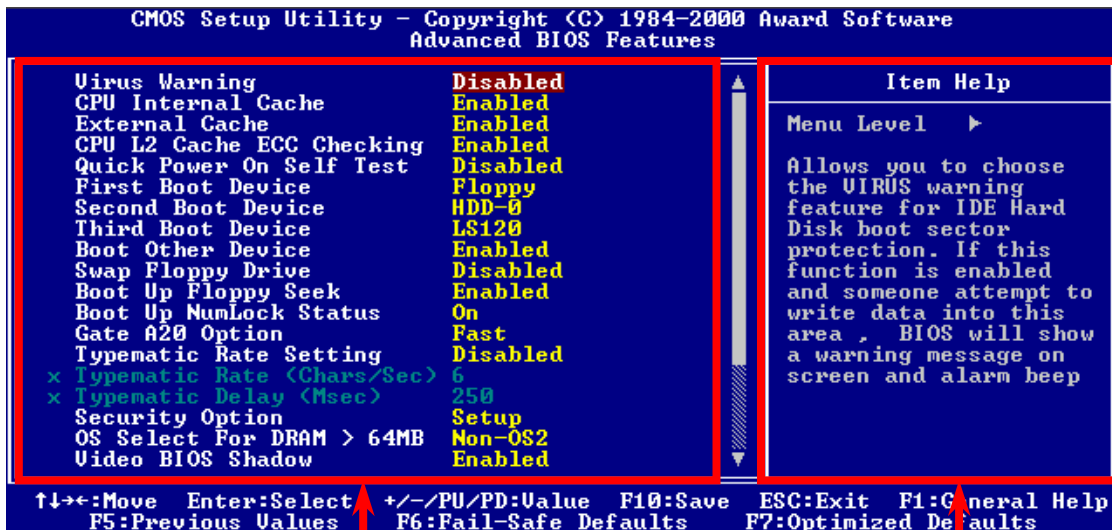 CMOS Setup Utility – Copyright (C) 1984-2000 Award Software
Advanced BIOS Features
Virus Warning Disabled
CPU Internal Cache Enabled
External Cache Enabled
CPU L2 Cache ECC Checking Enabled
Quick Power On Self Test Disabled
First Boot Device Floppy
Second Boot Device HDD-0
Third Boot Device LS120
Boot Other Device Enabled
Swap Floppy Drive Disabled
Boot Up Floppy Seek Enabled
Boot Up NumLock Status On
Gate A20 Option Fast
Typematic Rate Setting Disabled
x Typematic Rate (Chars/Sec) 6
x Typematic Delay (Msec) 250
Security Option Setup
OS Select For DRAM > 64MB Non-OS2
Video BIOS Shadow Enabled
Item Help
Menu Level ►
Allows you to choose
the VIRUS warning
feature for IDE Hard
Disk boot sector
protection. If this
function is enabled
and someone attempt to
write data into this
area , BIOS will show
a warning message on
screen and alarm beep
↑↓→←:Move Enter:Select +/-/PU/PD:Value F10:Save ESC:Exit F1:General Help
F5:Previous Values F6:Fail-Safe Defaults F7:Optimized Defaults